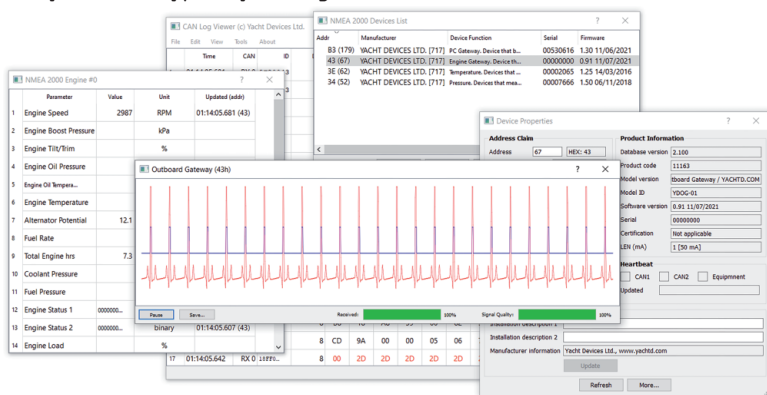 CAN Log Viewer (c) Yacht Devices Ltd.
File Edit View Tools About
Time CAN ID
NMEA 2000 Devices List ? ×
Addr Manufacturer Device Function Serial Firmware
B3 (179) YACHT DEVICES LTD. [717] PC Gateway. Device that b... 00530616 1.30 11/06/2021
43 (67) YACHT DEVICES LTD. [717] Engine Gateway. Device th... 00000000 0.91 11/07/2021
3E (62) YACHT DEVICES LTD. [717] Temperature. Devices that ... 00002065 1.25 14/03/2016
34 (52) YACHT DEVICES LTD. [717] Pressure. Devices that mea... 00007666 1.50 06/11/2018
NMEA 2000 Engine #0 ? ×
Parameter Value Unit Updated (addr)
1 Engine Speed 2987 RPM 01:14:05.681 (43)
2 Engine Boost Pressure kPa
3 Engine Tilt/Trim %
4 Engine Oil Pressure
5 Engine Oil Tempera...
6 Engine Temperature
7 Alternator Potential 12.1
8 Fuel Rate
9 Total Engine hrs 7.3
10 Coolant Pressure
11 Fuel Pressure
12 Engine Status 1 0000000...
13 Engine Status 2 0000000... binary 01:14:05.607 (43)
14 Engine Load %
Outboard Gateway (43h) ? ×
Pause Save... Received: 100% Signal Quality: 100%
8 CD 9A 00 00 05 06
17 01:14:05.642 RX 0 8 00 2D 2D 2D 2D 2D
Device Properties ? ×
Address Claim
Address 67 HEX: 43
Product Information
Database version 2.100
Product code 11163
Model version tboard Gateway / YACHTD.COM
Model ID YDOG-01
Software version 0.91 11/07/2021
Serial 00000000
Certification Not applicable
LEN (mA) 1 [50 mA]
Heartbeat
CAN1 CAN2 Equipmnent
Updated
Installation description 1
Installation description 2
Manufacturer information Yacht Devices Ltd., www.yachtd.com
Update
Refresh More...